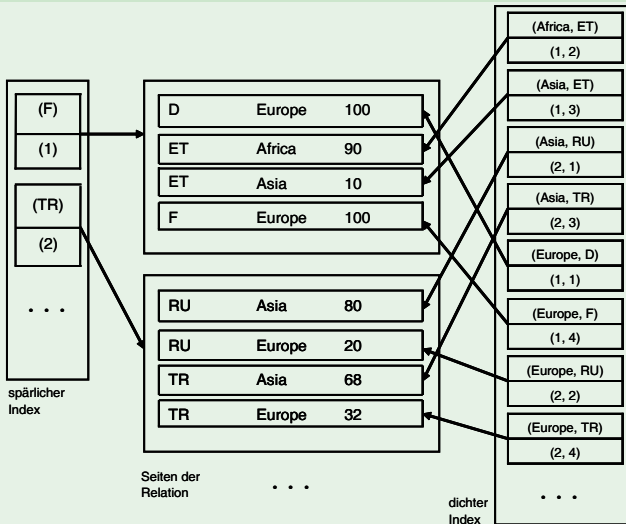 (F)
(1)
(TR)
(2)
. . .
spärlicher
Index
D Europe 100
ET Africa 90
ET Asia 10
F Europe 100
RU Asia 80
RU Europe 20
TR Asia 68
TR Europe 32
Seiten der
Relation
. . .
(Africa, ET)
(1, 2)
(Asia, ET)
(1, 3)
(Asia, RU)
(2, 1)
(Asia, TR)
(2, 3)
(Europe, D)
(1, 1)
(Europe, F)
(1, 4)
(Europe, RU)
(2, 2)
(Europe, TR)
(2, 4)
. . .
dichter
Index